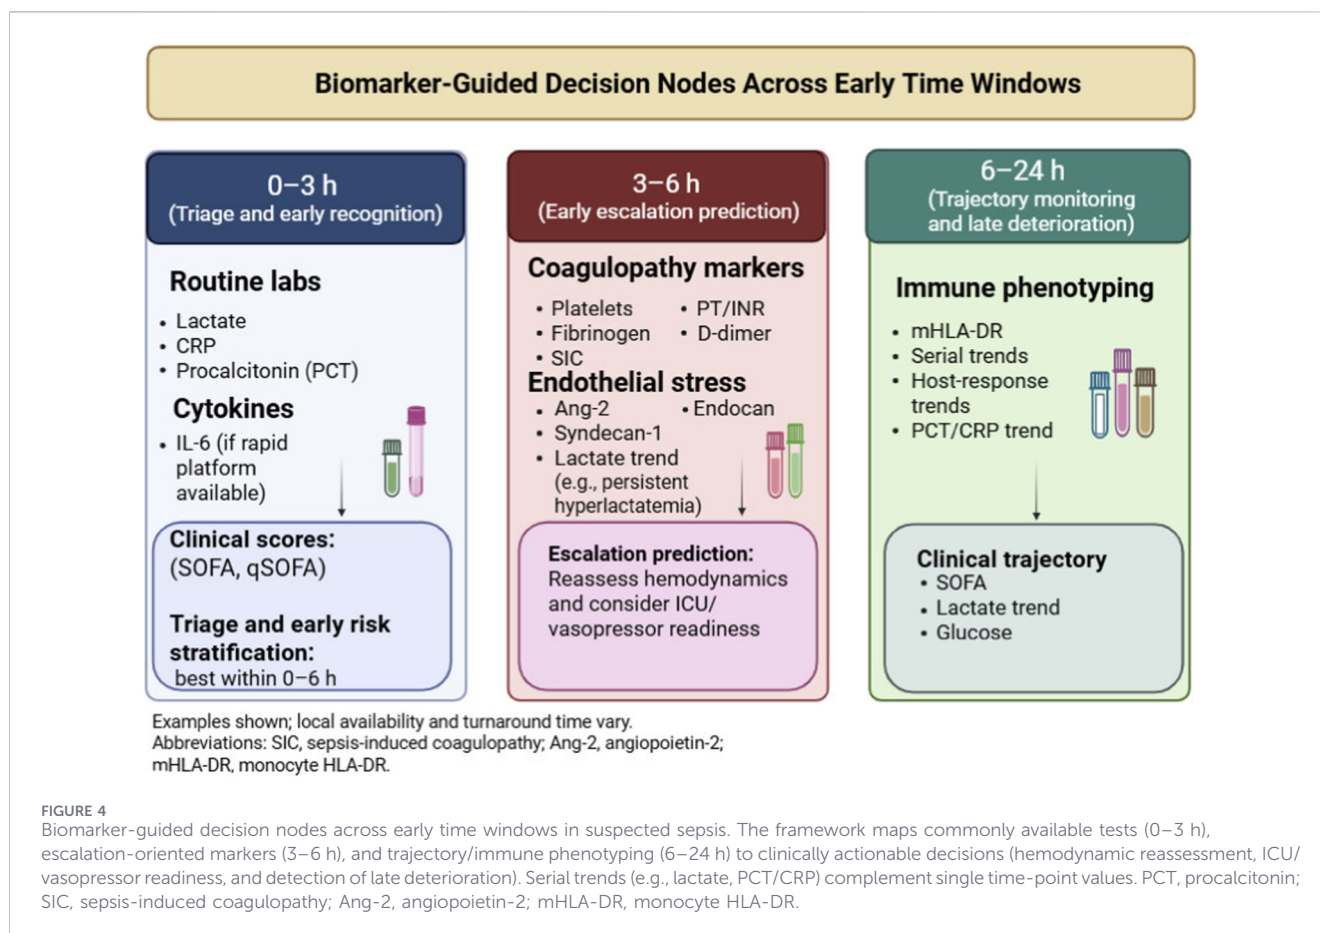 Biomarker-Guided Decision Nodes Across Early Time Windows
0–3 h
(Triage and early recognition)
Routine labs
• Lactate
• CRP
• Procalcitonin (PCT)
Cytokines
• IL-6 (if rapid
platform
available)
Clinical scores:
(SOFA, qSOFA)
Triage and early risk
stratification:
best within 0–6 h
3–6 h
(Early escalation prediction)
Coagulopathy markers
• Platelets
• Fibrinogen
• SIC
• PT/INR
• D-dimer
Endothelial stress
• Ang-2
• Syndecan-1
• Lactate trend
(e.g., persistent
hyperlactatemia)
• Endocan
Escalation prediction:
Reassess hemodynamics
and consider ICU/
vasopressor readiness
6–24 h
(Trajectory monitoring
and late deterioration)
Immune phenotyping
• mHLA-DR
• Serial trends
• Host-response
trends
• PCT/CRP trend
Clinical trajectory
• SOFA
• Lactate trend
• Glucose
Examples shown; local availability and turnaround time vary.
Abbreviations: SIC, sepsis-induced coagulopathy; Ang-2, angiopoietin-2;
mHLA-DR, monocyte HLA-DR.
FIGURE 4
Biomarker-guided decision nodes across early time windows in suspected sepsis. The framework maps commonly available tests (0–3 h),
escalation-oriented markers (3–6 h), and trajectory/immune phenotyping (6–24 h) to clinically actionable decisions (hemodynamic reassessment, ICU/
vasopressor readiness, and detection of late deterioration). Serial trends (e.g., lactate, PCT/CRP) complement single time-point values. PCT, procalcitonin;
SIC, sepsis-induced coagulopathy; Ang-2, angiopoietin-2; mHLA-DR, monocyte HLA-DR.